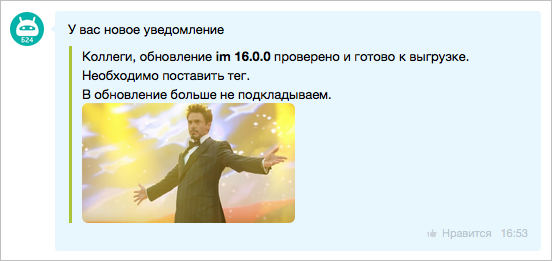 Б24
У вас новое уведомление
Коллеги, обновление im 16.0.0 проверено и готово к выгрузке.
Необходимо поставить тег.
В обновление больше не подкладываем.
Нравится 16:53